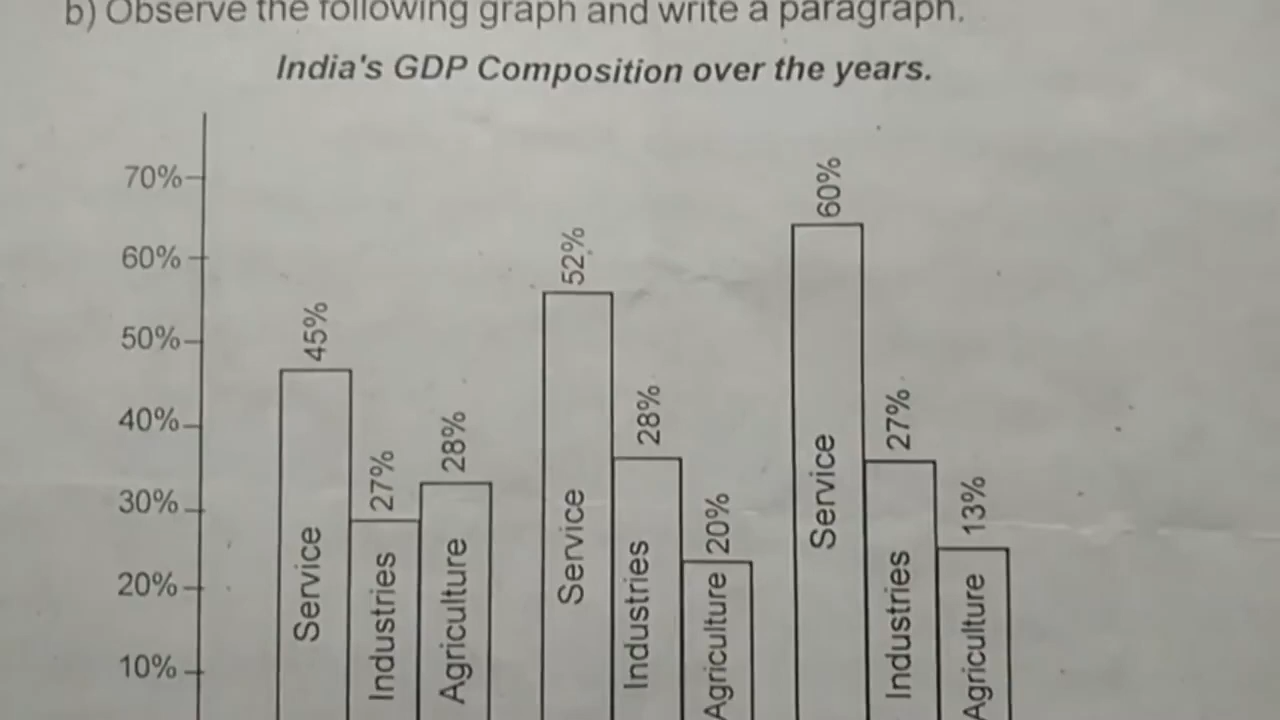 b) Observe the following graph and write a paragraph.
India's GDP Composition over the years.
70%
60%
50%
40%
30%
20%
10%
45%
27%
28%
Service
Industries
Agriculture
52%
28%
20%
Service
Industries
Agriculture
60%
27%
13%
Service
Industries
Agriculture